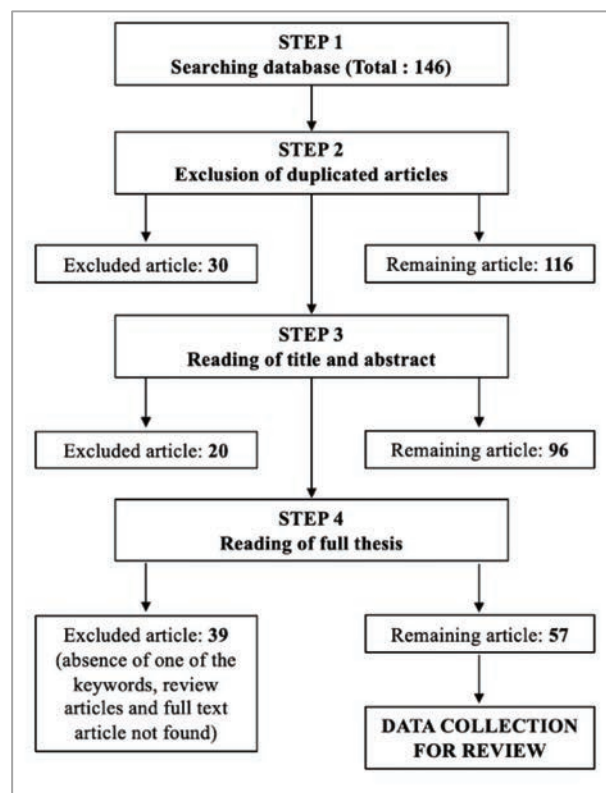 STEP 1
Searching database (Total : 146)
STEP 2
Exclusion of duplicated articles
Excluded article: 30
Remaining article: 116
STEP 3
Reading of title and abstract
Excluded article: 20
Remaining article: 96
STEP 4
Reading of full thesis
Excluded article: 39
(absence of one of the
keywords, review
articles and full text
article not found)
Remaining article: 57
DATA COLLECTION
FOR REVIEW